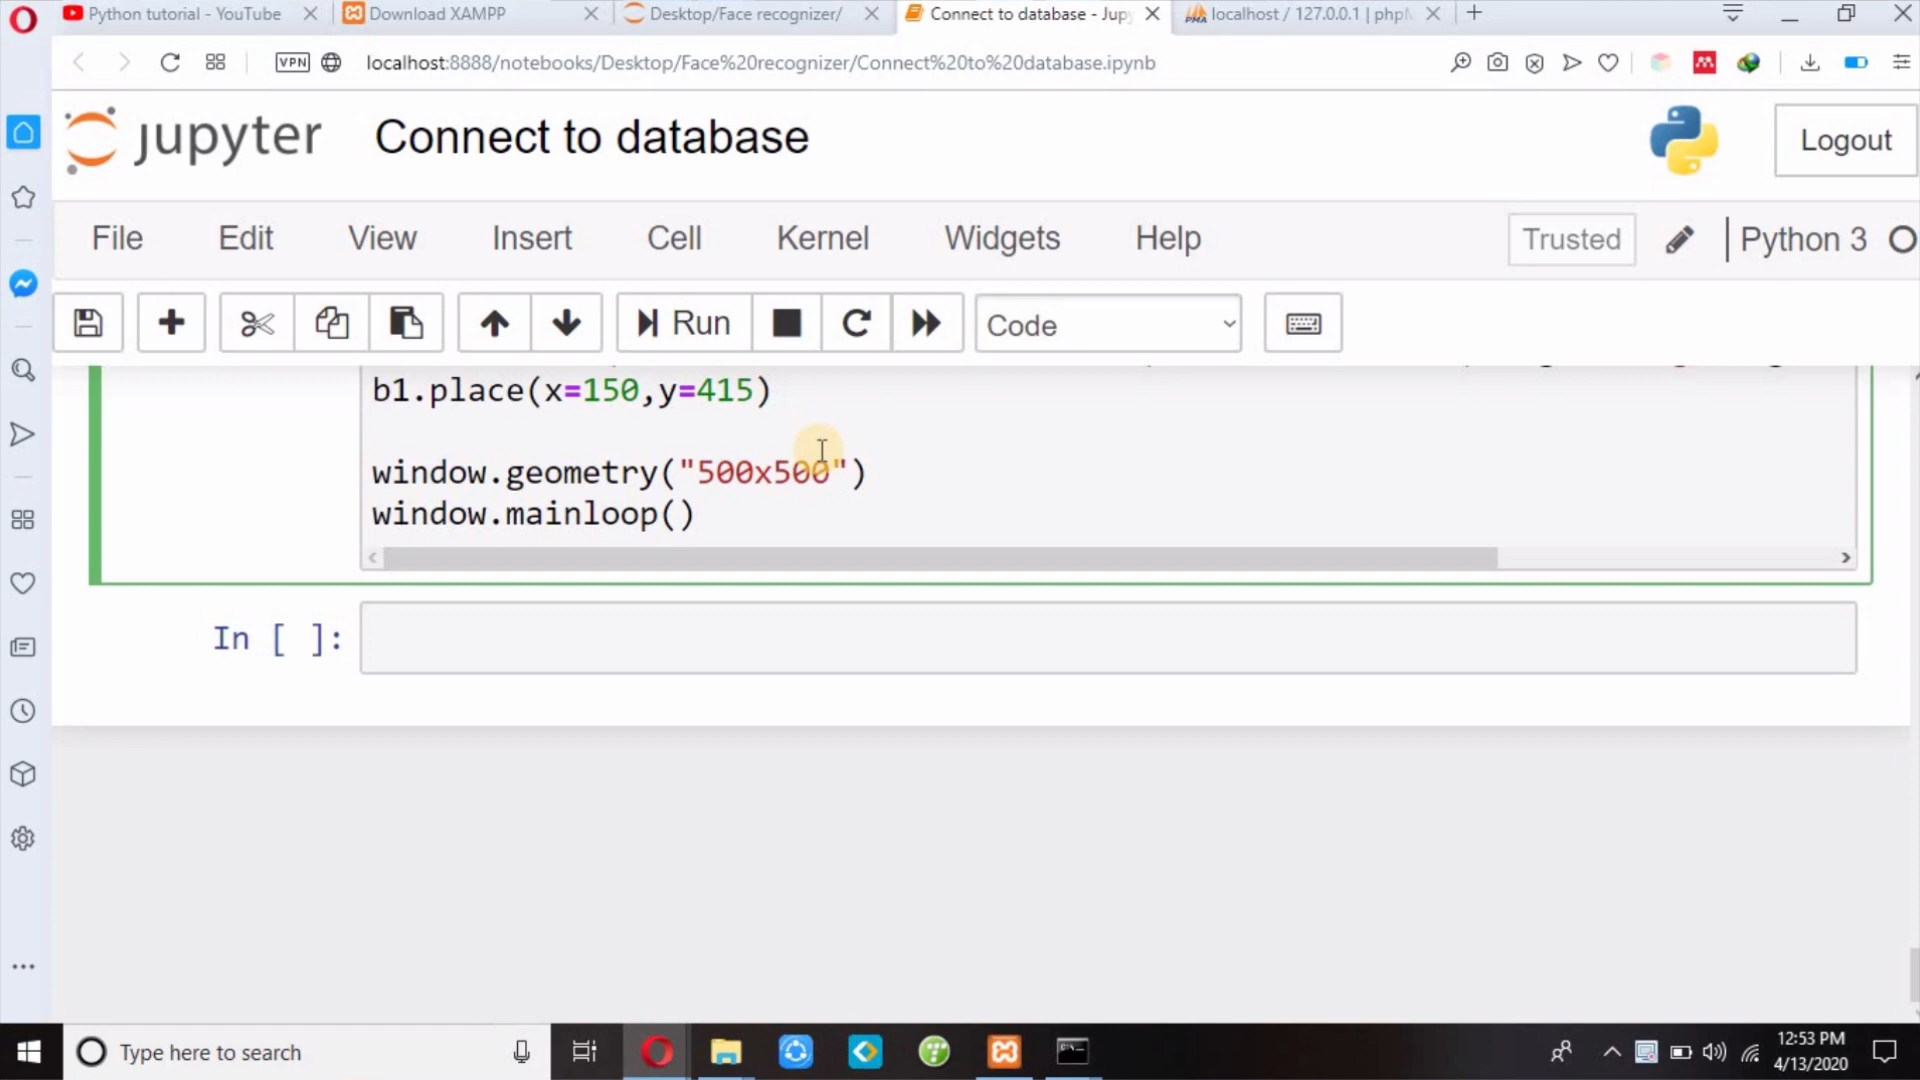 Python tutorial - YouTube
Download XAMPP
Desktop/Face recognizer/
Connect to database - Jup
localhost / 127.0.0.1 | php
VPN
localhost:8888/notebooks/Desktop/Face%20recognizer/Connect%20to%20database.ipynb
jupyter
Connect to database
Logout
File
Edit
View
Insert
Cell
Kernel
Widgets
Help
Trusted
Python 3
Run
Code
b1.place(x=150,y=415)
window.geometry("500x500")
window.mainloop()
In [ ]:
Type here to search
12:53 PM
4/13/2020